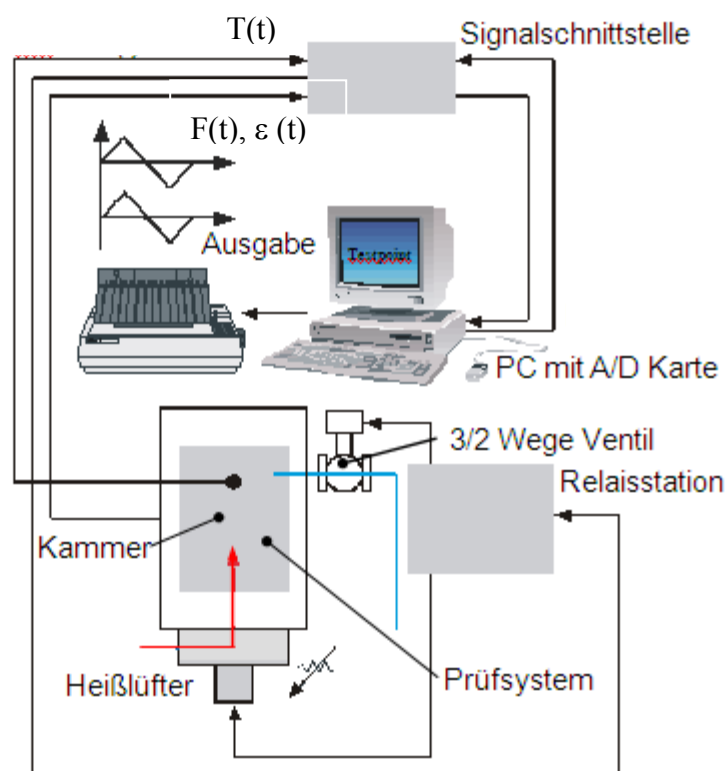 T(t)
Signalschnittstelle
F(t), ε (t)
Ausgabe
Testpoint
PC mit A/D Karte
3/2 Wege Ventil
Relaisstation
Kammer
Heißlüfter
Prüfsystem